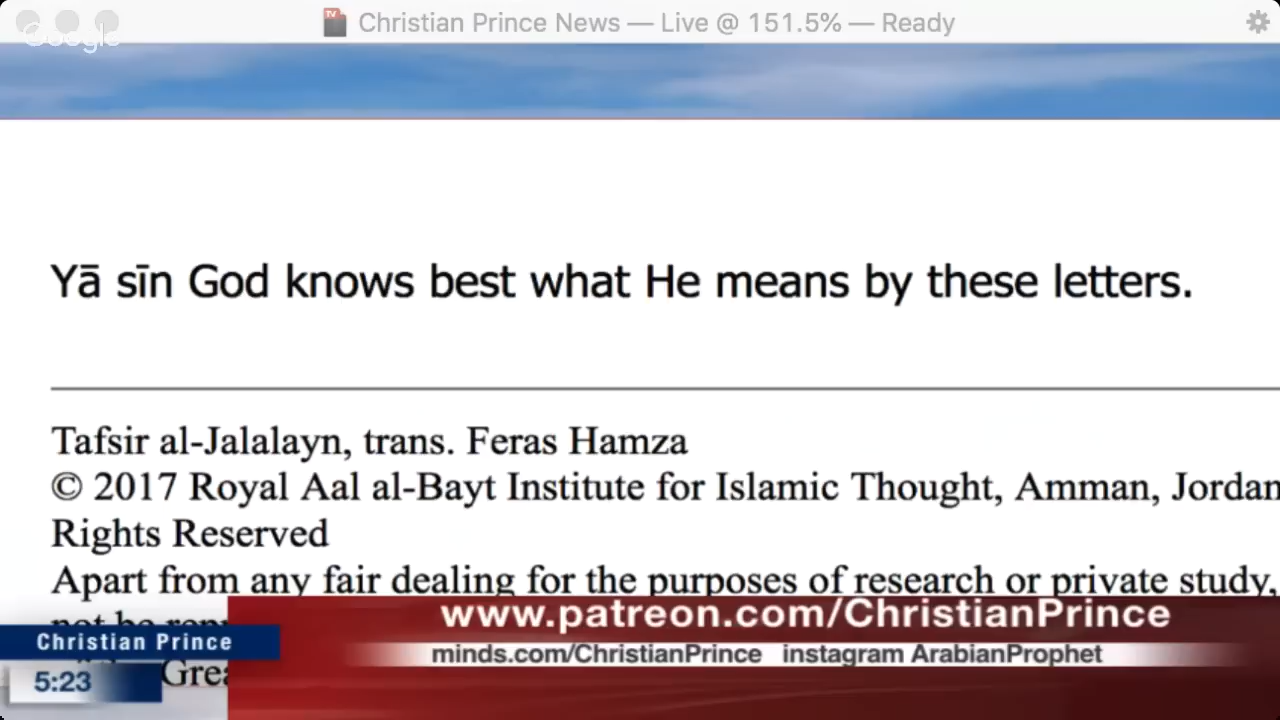 Christian Prince News — Live @ 151.5% — Ready
Google
Yā sīn God knows best what He means by these letters.
Tafsir al-Jalalayn, trans. Feras Hamza
© 2017 Royal Aal al-Bayt Institute for Islamic Thought, Amman, Jordan
Rights Reserved
Apart from any fair dealing for the purposes of research or private study,
not be
www.patreon.com/ChristianPrince
Christian Prince
minds.com/ChristianPrince instagram ArabianProphet
5:23